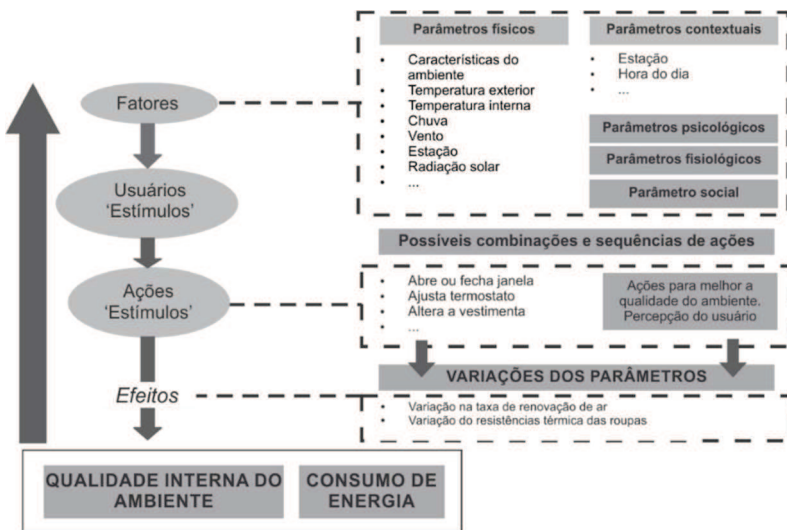 Fatores
Usuários
'Estímulos'
Ações
'Estímulos'
Efeitos
QUALIDADE INTERNA DO
AMBIENTE
CONSUMO DE
ENERGIA
Parâmetros físicos
• Características do
ambiente
• Temperatura exterior
• Temperatura interna
• Chuva
• Vento
• Estação
• Radiação solar
• ...
Parâmetros contextuais
• Estação
• Hora do dia
• ...
Parâmetros psicológicos
Parâmetros fisiológicos
Parâmetro social
Possíveis combinações e sequências de ações
• Abre ou fecha janela
• Ajusta termostato
• Altera a vestimenta
• ...
Ações para melhor a
qualidade do ambiente.
Percepção do usuário
VARIAÇÕES DOS PARÂMETROS
• Variação na taxa de renovação de ar
• Variação do resistências térmica das roupas